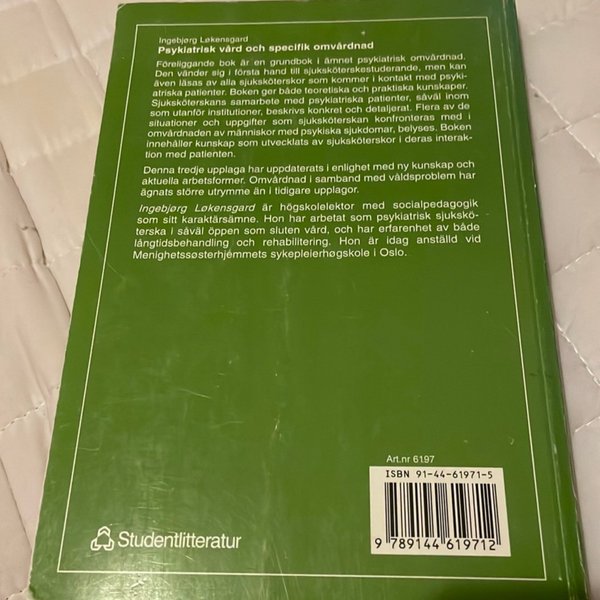 Ingebjørg Løkensgard
Psykiatrisk vård och specifik omvårdnad
Föreliggande bok är en grundbok i ämnet psykiatrisk omvårdnad.
Den vänder sig i första hand till sjuksköterskestuderande, men kan
även läsas av alla sjuksköterskor som kommer i kontakt med psyki-
atriska patienter. Boken ger både teoretiska och praktiska kunskaper.
Sjuksköterskans samarbete med psykiatriska patienter, såväl inom
som utanför institutioner, beskrivs konkret och detaljerat. Flera av de
situationer och uppgifter som sjuksköterskan konfronteras med i
omvårdnaden av människor med psykiska sjukdomar, belyses. Boken
innehåller kunskap som utvecklats av sjuksköterskor i deras interak-
tion med patienten.
Denna tredje upplaga har uppdaterats i enlighet med ny kunskap och
aktuella arbetsformer. Omvårdnad i samband med våldsproblem har
ägnats större utrymme än i tidigare upplagor.
Ingebjørg Løkensgard är högskolelektor med socialpedagogik
som sitt karaktärsämne. Hon har arbetat som psykiatrisk sjuskö-
terska i såväl öppen som sluten vård, och har erfarenhet av både
långtidsbehandling och rehabilitering. Hon är idag anställd vid
Menighetssøsterhjemmets sykepleierhøgskole i Oslo.
Art.nr 6197
ISBN 91-44-61971-5
9 789144 619712
Studentlitteratur